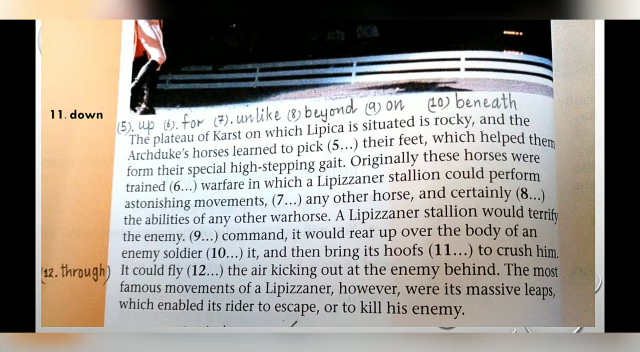 (5). up (6). for (7). unlike (8) beyond (9) on (10) beneath
11. down
The plateau of Karst on which Lipica is situated is rocky, and the
Archduke's horses learned to pick (5...) their feet, which helped them
form their special high-stepping gait. Originally these horses were
trained (6...) warfare in which a Lipizzaner stallion could perform
astonishing movements, (7...) any other horse, and certainly (8...)
the abilities of any other warhorse. A Lipizzaner stallion would terrify
the enemy. (9...) command, it would rear up over the body of an
enemy soldier (10...) it, and then bring its hoofs (11...) to crush him.
12. through)
It could fly (12...) the air kicking out at the enemy behind. The most
famous movements of a Lipizzaner, however, were its massive leaps,
which enabled its rider to escape, or to kill his enemy.